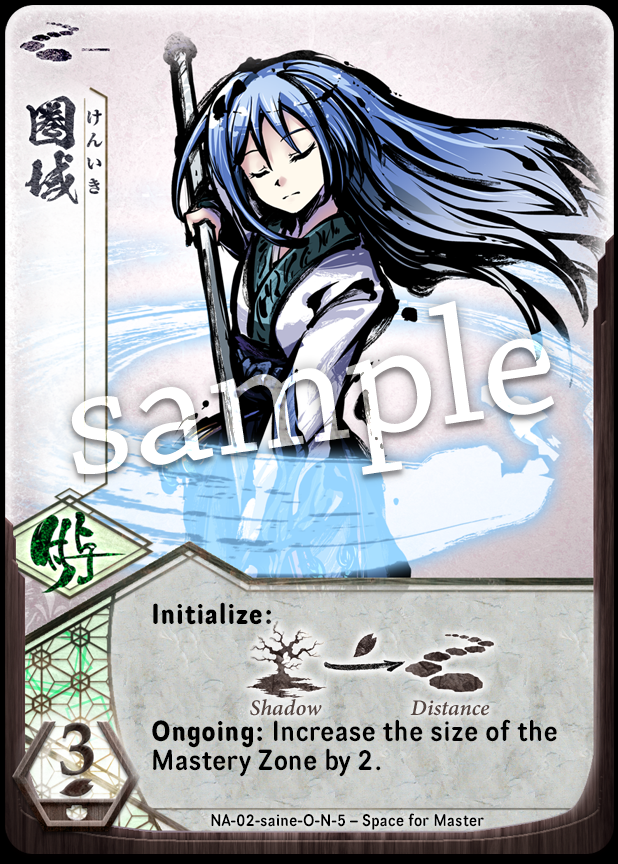 圏域
けんいき
sample
Initialize:
Shadow
Distance
Ongoing: Increase the size of the
Mastery Zone by 2.
3
NA-02-saine-O-N-5 – Space for Master